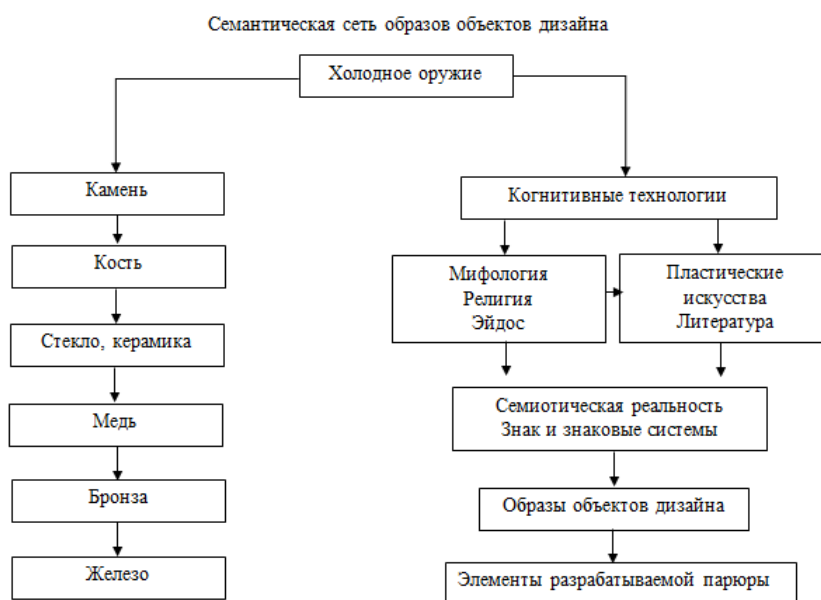 Семантическая сеть образов объектов дизайна
Холодное оружие
Камень
Кость
Стекло, керамика
Медь
Бронза
Железо
Когнитивные технологии
Мифология
Религия
Эйдос
Пластические
искусства
Литература
Семиотическая реальность
Знак и знаковые системы
Образы объектов дизайна
Элементы разрабатываемой парюры